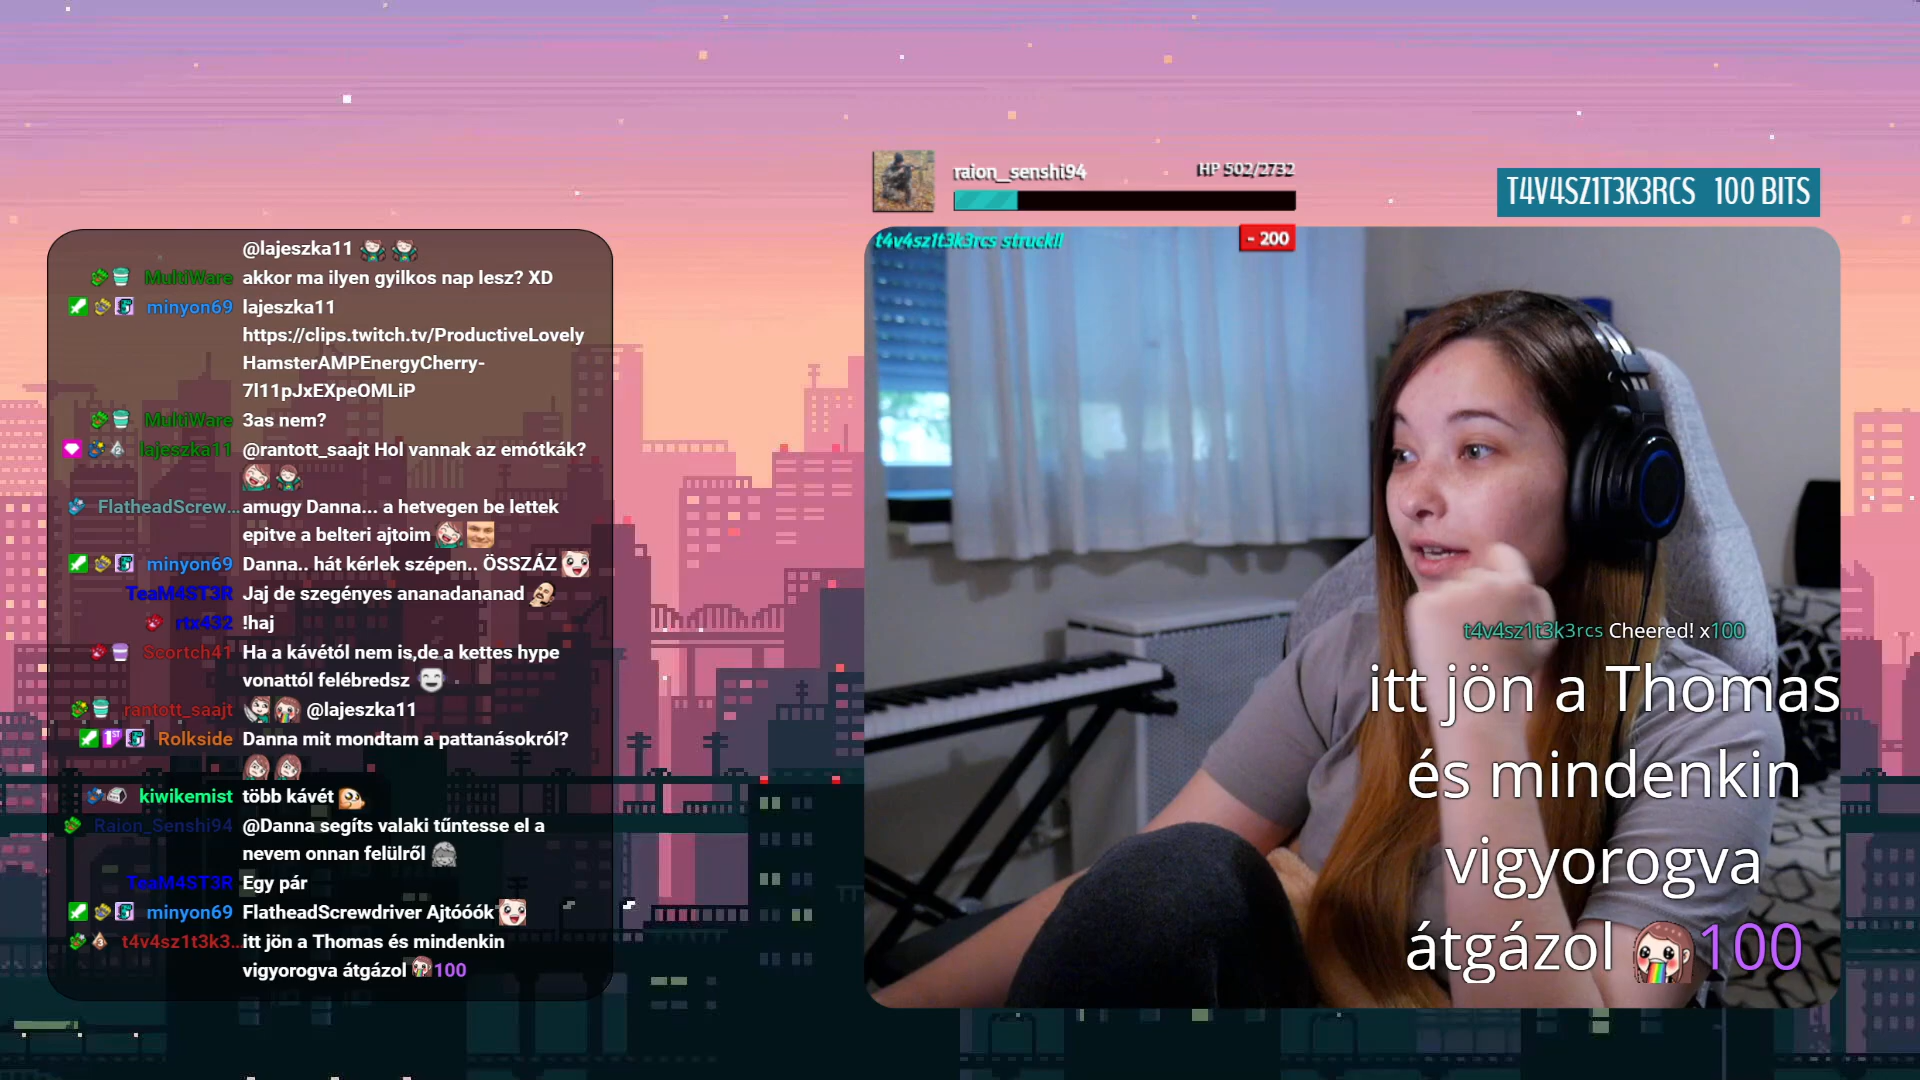 @lajeszka11
MultiWare akkor ma ilyen gyilkos nap lesz? XD
minyon69 lajeszka11
https://clips.twitch.tv/ProductiveLovely
HamsterAMPEnergyCherry-
7l11pJxEXpeOMLiP
MultiWare 3as nem?
lajeszka11 @rantott_saajt Hol vannak az emótkák?
FlatheadScrew... amugy Danna... a hetvegen be lettek
epitve a belteri ajtoim
minyon69 Danna.. hát kérlek szépen.. ÖSSZÁZ
TeaM4ST3R Jaj de szegényes ananadananad
rtx432 !haj
Scortch41 Ha a kávétól nem is,de a kettes hype
vonattól felébredsz
rantott_saajt @lajeszka11
1ST Rolkside Danna mit mondtam a pattanásokról?
kiwikemist több kávét
Raion_Senshi94 @Danna segíts valaki tűntesse el a
nevem onnan felülről
TeaM4ST3R Egy pár
minyon69 FlatheadScrewdriver Ajtóóók
t4v4sz1t3k3... itt jön a Thomas és mindenkin
vigyorogva átgázol 100
raion_senshi94 HP 502/2732
t4v4sz1t3k3rcs struck!! - 200
T4V4SZ1T3K3RCS 100 BITS
t4v4sz1t3k3rcs Cheered! x100
itt jön a Thomas
és mindenkin
vigyorogva
átgázol 100